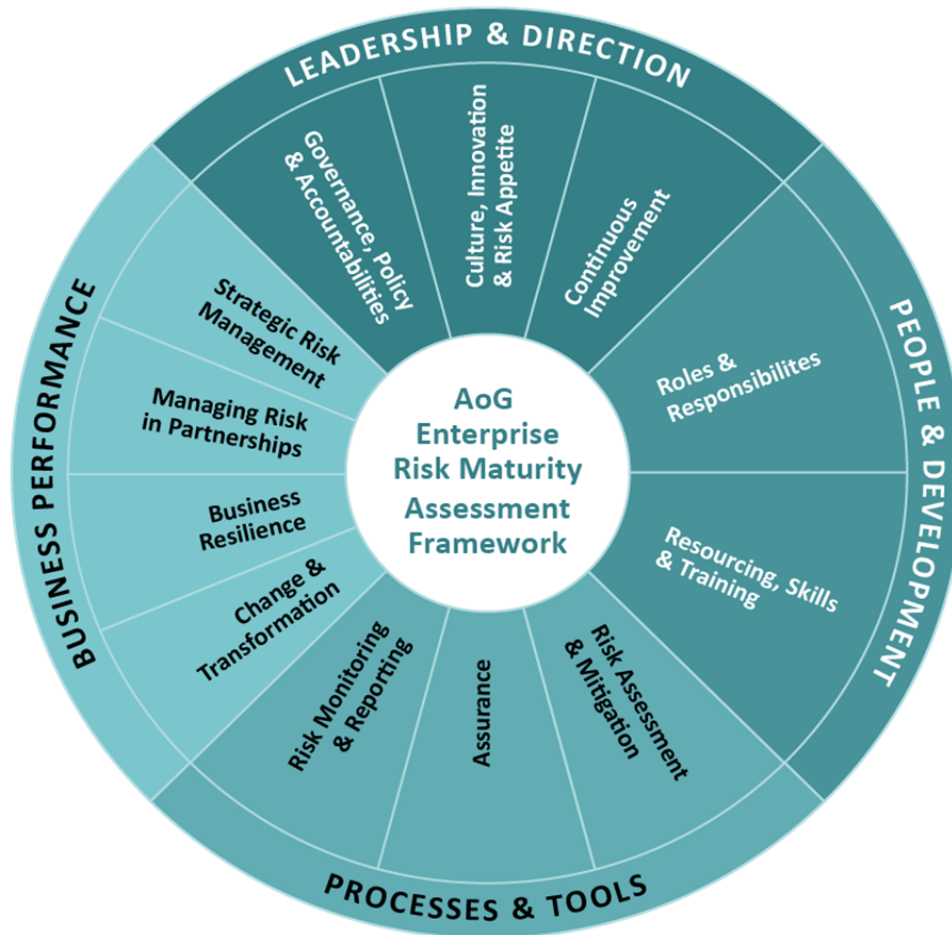 LEADERSHIP & DIRECTION
Governance, Policy
& Accountabilities
Culture, Innovation
& Risk Appetite
Continuous
Improvement
PEOPLE & DEVELOPMENT
Roles &
Responsibilites
Resourcing, Skills
& Training
PROCESSES & TOOLS
Risk Assessment
& Mitigation
Assurance
Risk Monitoring
& Reporting
BUSINESS PERFORMANCE
Change &
Transformation
Business
Resilience
Managing Risk
in Partnerships
Strategic Risk
Management
AoG
Enterprise
Risk Maturity
Assessment
Framework